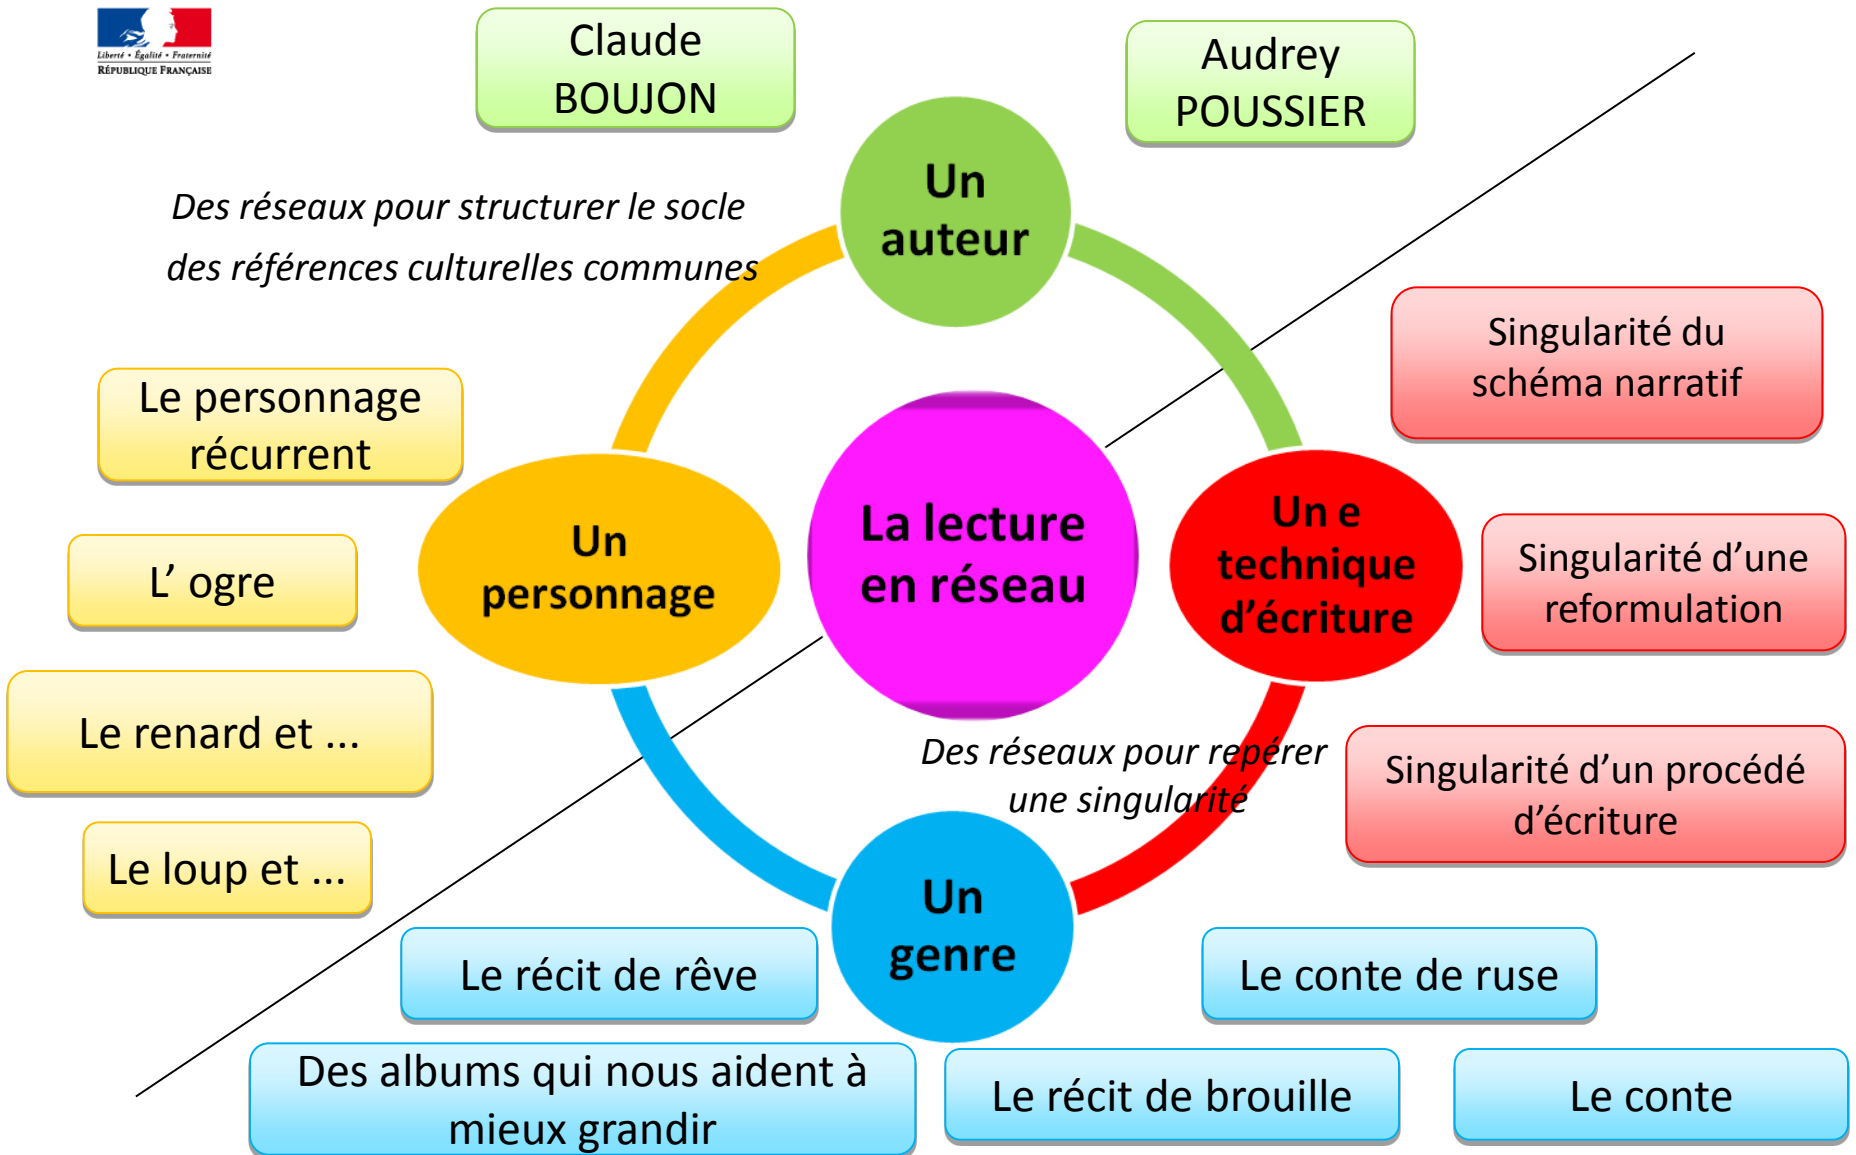 Liberté • Égalité • Fraternité
RÉPUBLIQUE FRANÇAISE
Claude
BOUJON
Audrey
POUSSIER
Un
auteur
Des réseaux pour structurer le socle
des références culturelles communes
Singularité du
schéma narratif
Le personnage
récurrent
Un
personnage
La lecture
en réseau
Un e
technique
d'écriture
Singularité d'une
reformulation
L' ogre
Le renard et ...
Des réseaux pour repérer
une singularité
Singularité d'un procédé
d'écriture
Le loup et ...
Un
genre
Le récit de rêve
Le conte de ruse
Des albums qui nous aident à
mieux grandir
Le récit de brouille
Le conte